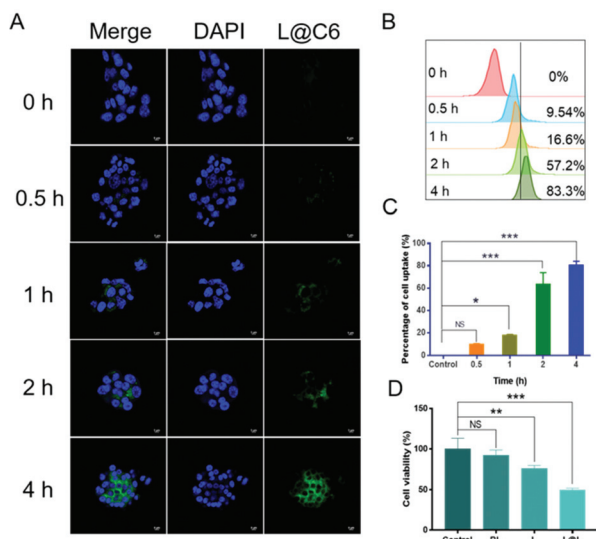 A
Merge DAPI L@C6
0 h
0.5 h
1 h
2 h
4 h
B
0 h 0%
0.5 h 9.54%
1 h 16.6%
2 h 57.2%
4 h 83.3%
C
Percentage of cell uptake (%)
100
80
60
40
20
0
NS
*
***
***
Control 0.5 1 2 4
Time (h)
D
Cell viability (%)
150
100
50
0
NS
**
***
Control